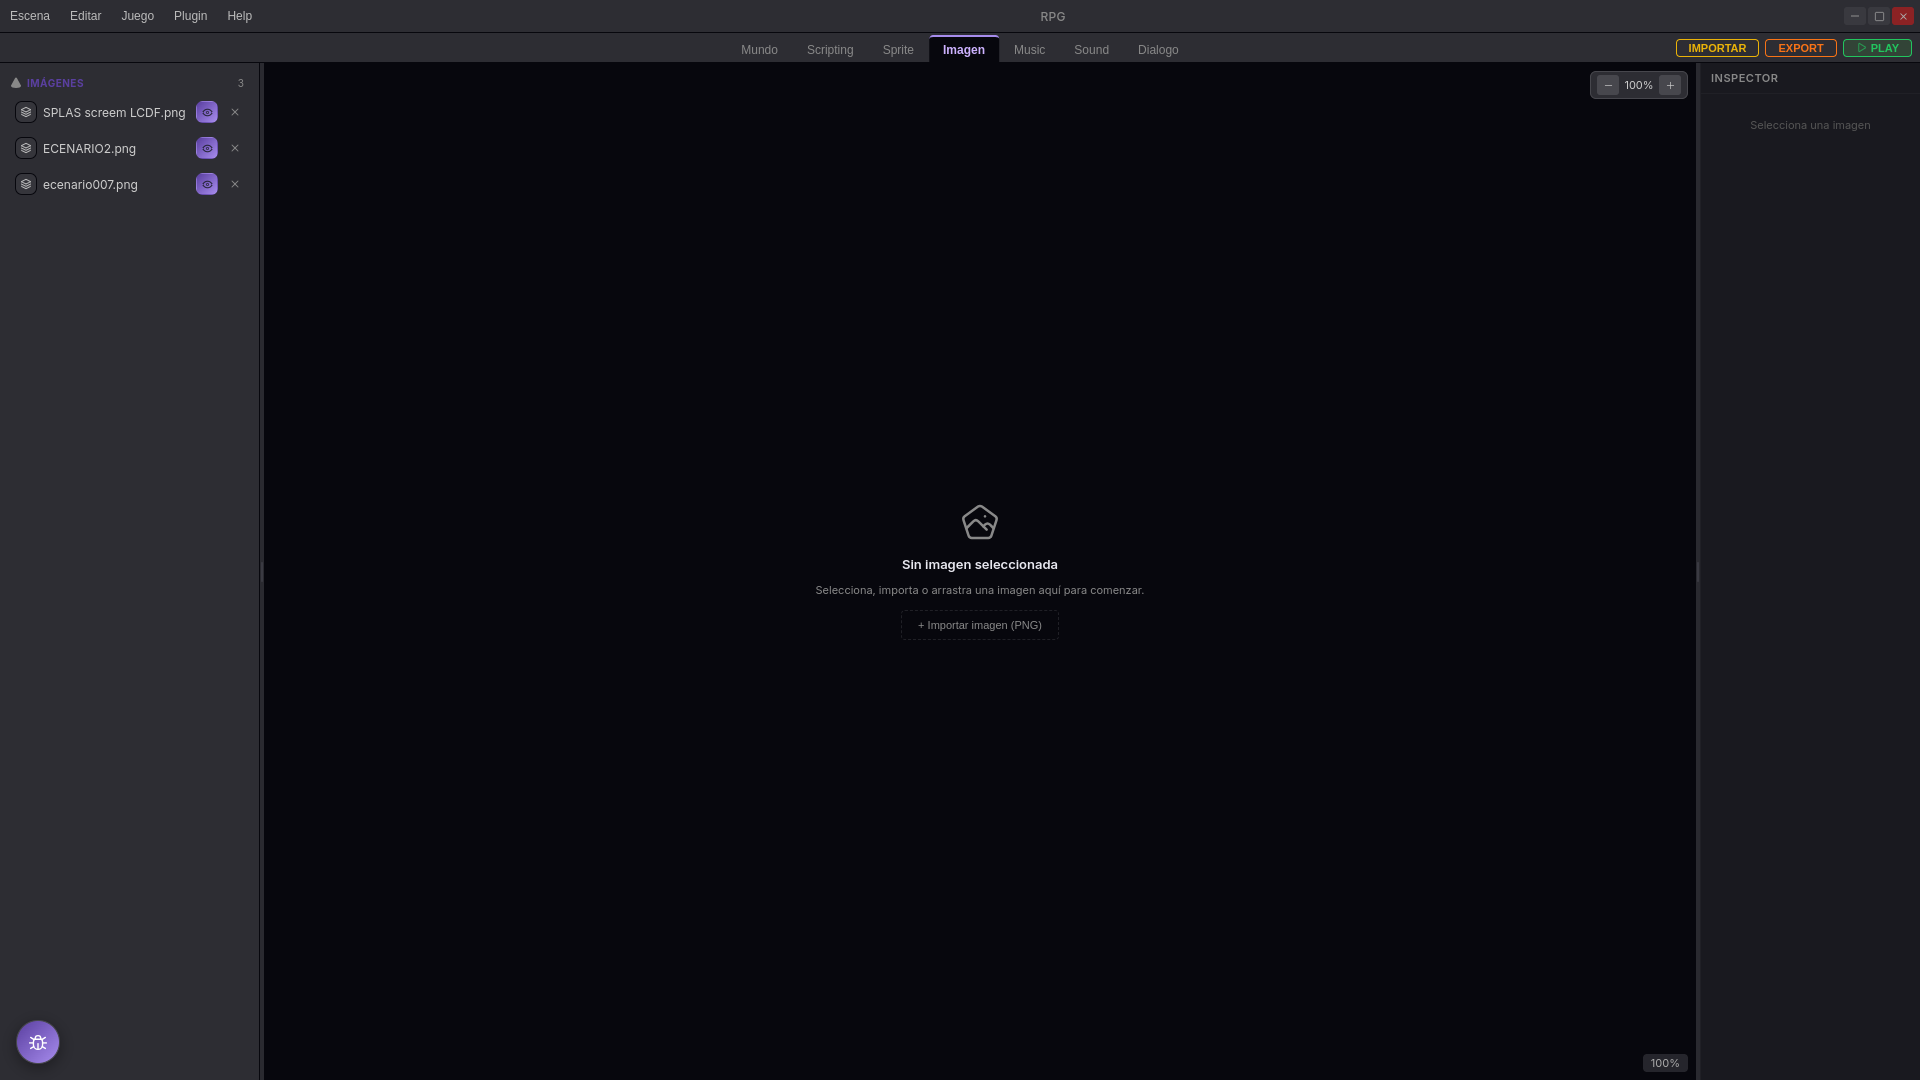 Escena Editar Juego Plugin Help RPG
Mundo Scripting Sprite Imagen Music Sound Dialogo IMPORTAR EXPORT PLAY
IMÁGENES 3
SPLAS screem LCDF.png
ECENARIO2.png
ecenario007.png
100%
INSPECTOR
Selecciona una imagen
Sin imagen seleccionada
Selecciona, importa o arrastra una imagen aquí para comenzar.
+ Importar imagen (PNG)
100%